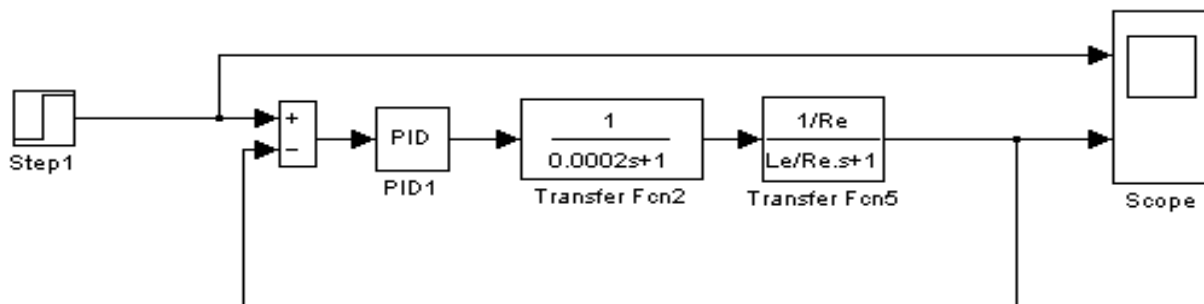 Step1
+
−
PID
PID1
1
0.0002s+1
Transfer Fcn2
1/Re
Le/Re.s+1
Transfer Fcn5
Scope